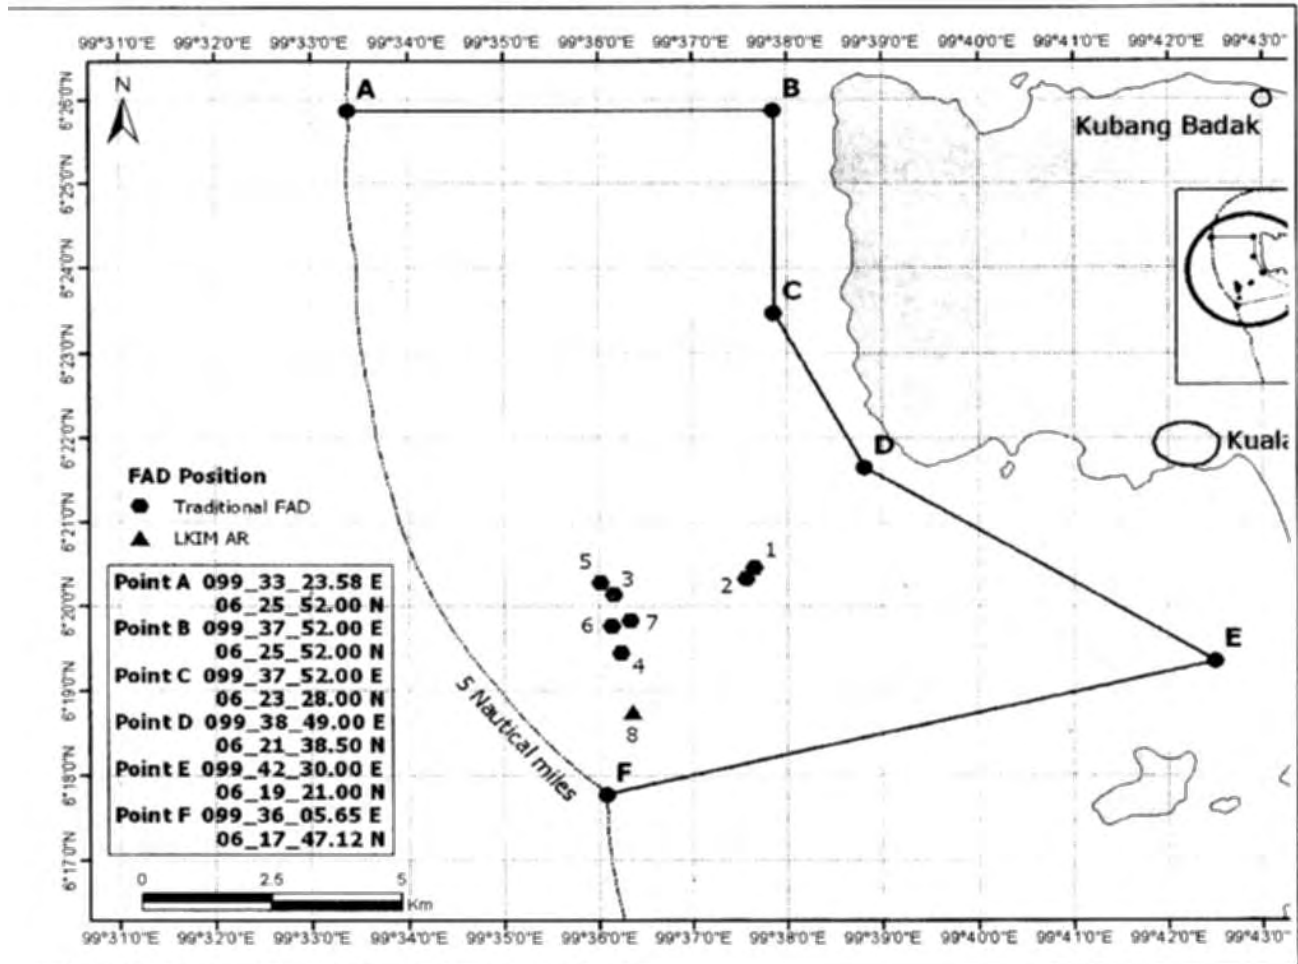 99°31'0"E 99°32'0"E 99°33'0"E 99°34'0"E 99°35'0"E 99°36'0"E 99°37'0"E 99°38'0"E 99°39'0"E 99°40'0"E 99°41'0"E 99°42'0"E 99°43'0"
N
A
B
6°26'0"N
Kubang Badak
6°25'0"N
6°24'0"N
C
6°23'0"N
6°22'0"N
D
Kuala
FAD Position
Traditional FAD
LKIM AR
6°21'0"N
1
2
5
3
6°20'0"N
6
7
4
E
6°19'0"N
8
5 Nautical miles
F
6°18'0"N
6°17'0"N
Point A 099_33_23.58 E
06_25_52.00 N
Point B 099_37_52.00 E
06_25_52.00 N
Point C 099_37_52.00 E
06_23_28.00 N
Point D 099_38_49.00 E
06_21_38.50 N
Point E 099_42_30.00 E
06_19_21.00 N
Point F 099_36_05.65 E
06_17_47.12 N
0 2.5 5
Km
99°31'0"E 99°32'0"E 99°33'0"E 99°34'0"E 99°35'0"E 99°36'0"E 99°37'0"E 99°38'0"E 99°39'0"E 99°40'0"E 99°41'0"E 99°42'0"E 99°43'0"